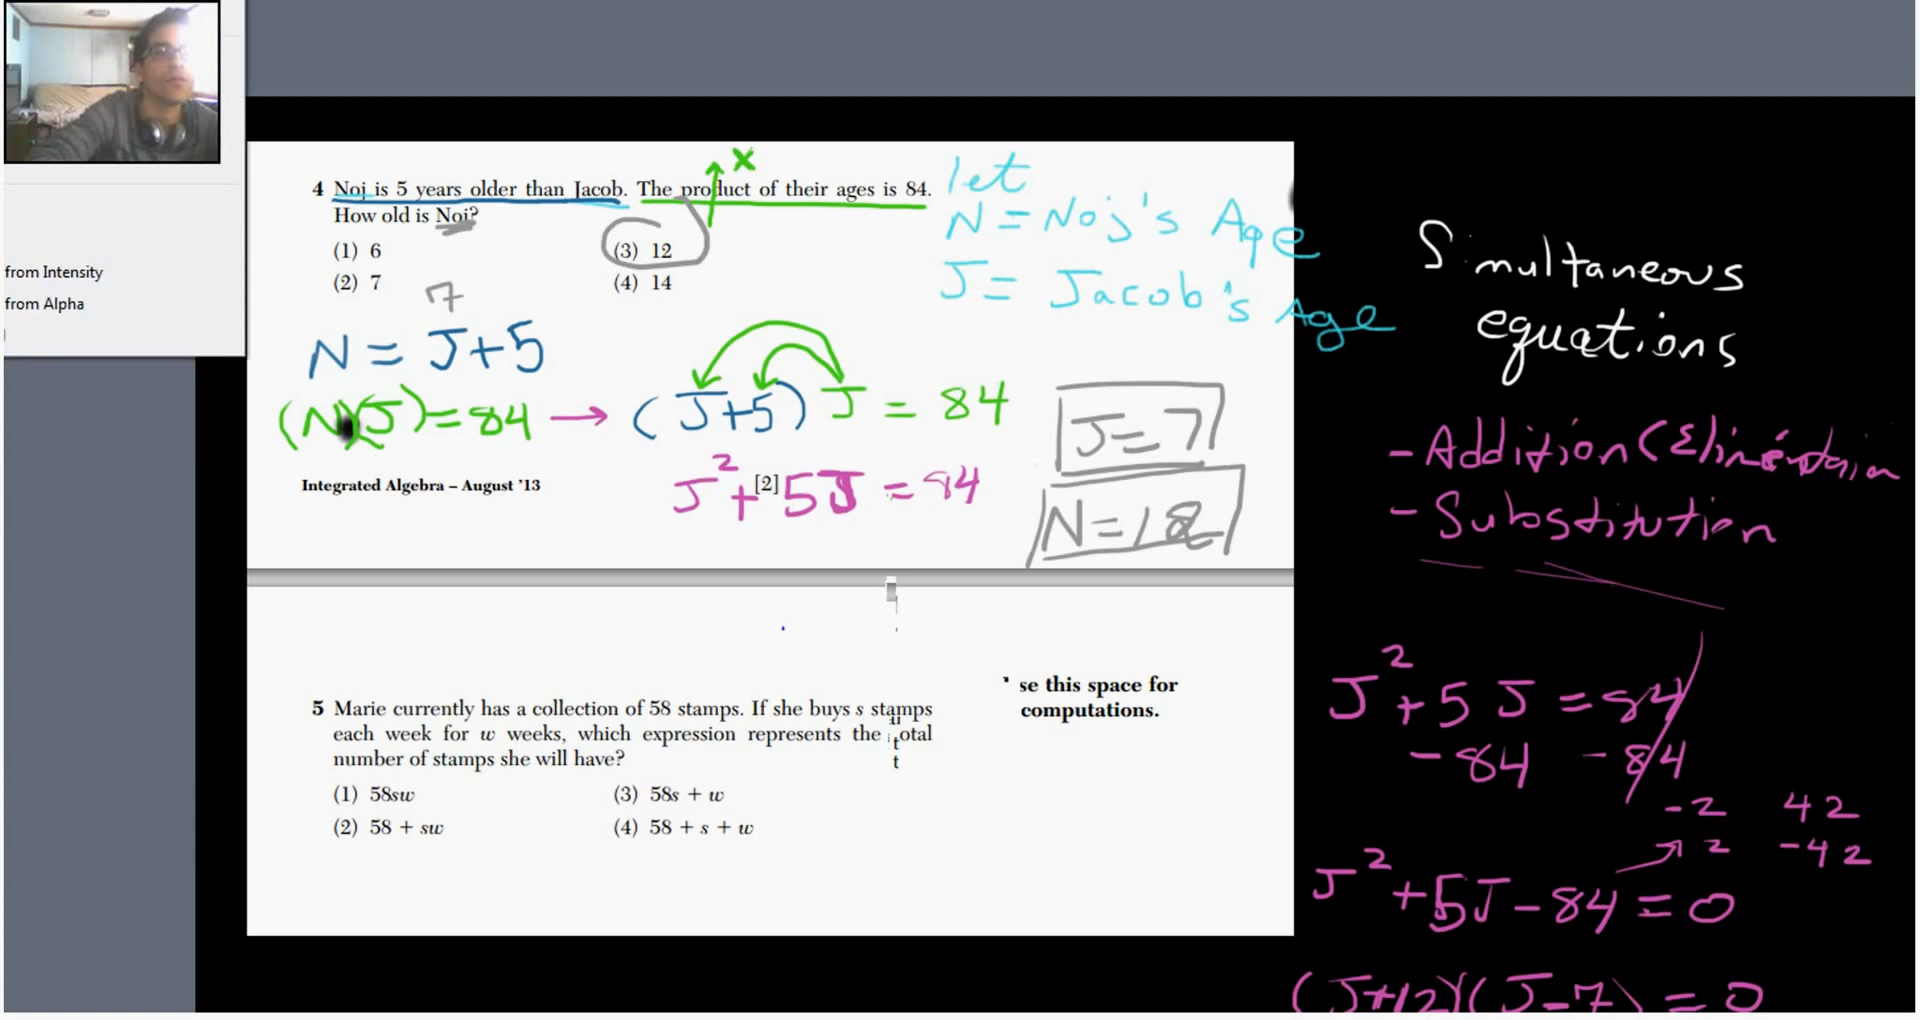 from Intensity
from Alpha
4 Noj is 5 years older than Jacob. The product of their ages is 84.
How old is Noj?
(1) 6
(3) 12
(2) 7
(4) 14
x
let
N = Noj's Age
J = Jacob's Age
7
N = J+5
(N)(J) = 84 → (J+5) J = 84
J² + 5J = 84
J = 7
N = 12
Integrated Algebra – August '13
[2]
Simultaneous
equations
- Addition (
- Substitution
J² + 5J = 84
- 84 - 84
-2 42
2 -42
J² + 5J - 84 = 0
(J+12)(J-7) = 0
se this space for
computations.
5 Marie currently has a collection of 58 stamps. If she buys s stamps
each week for w weeks, which expression represents the total
number of stamps she will have?
(1) 58sw
(3) 58s + w
(2) 58 + sw
(4) 58 + s + w